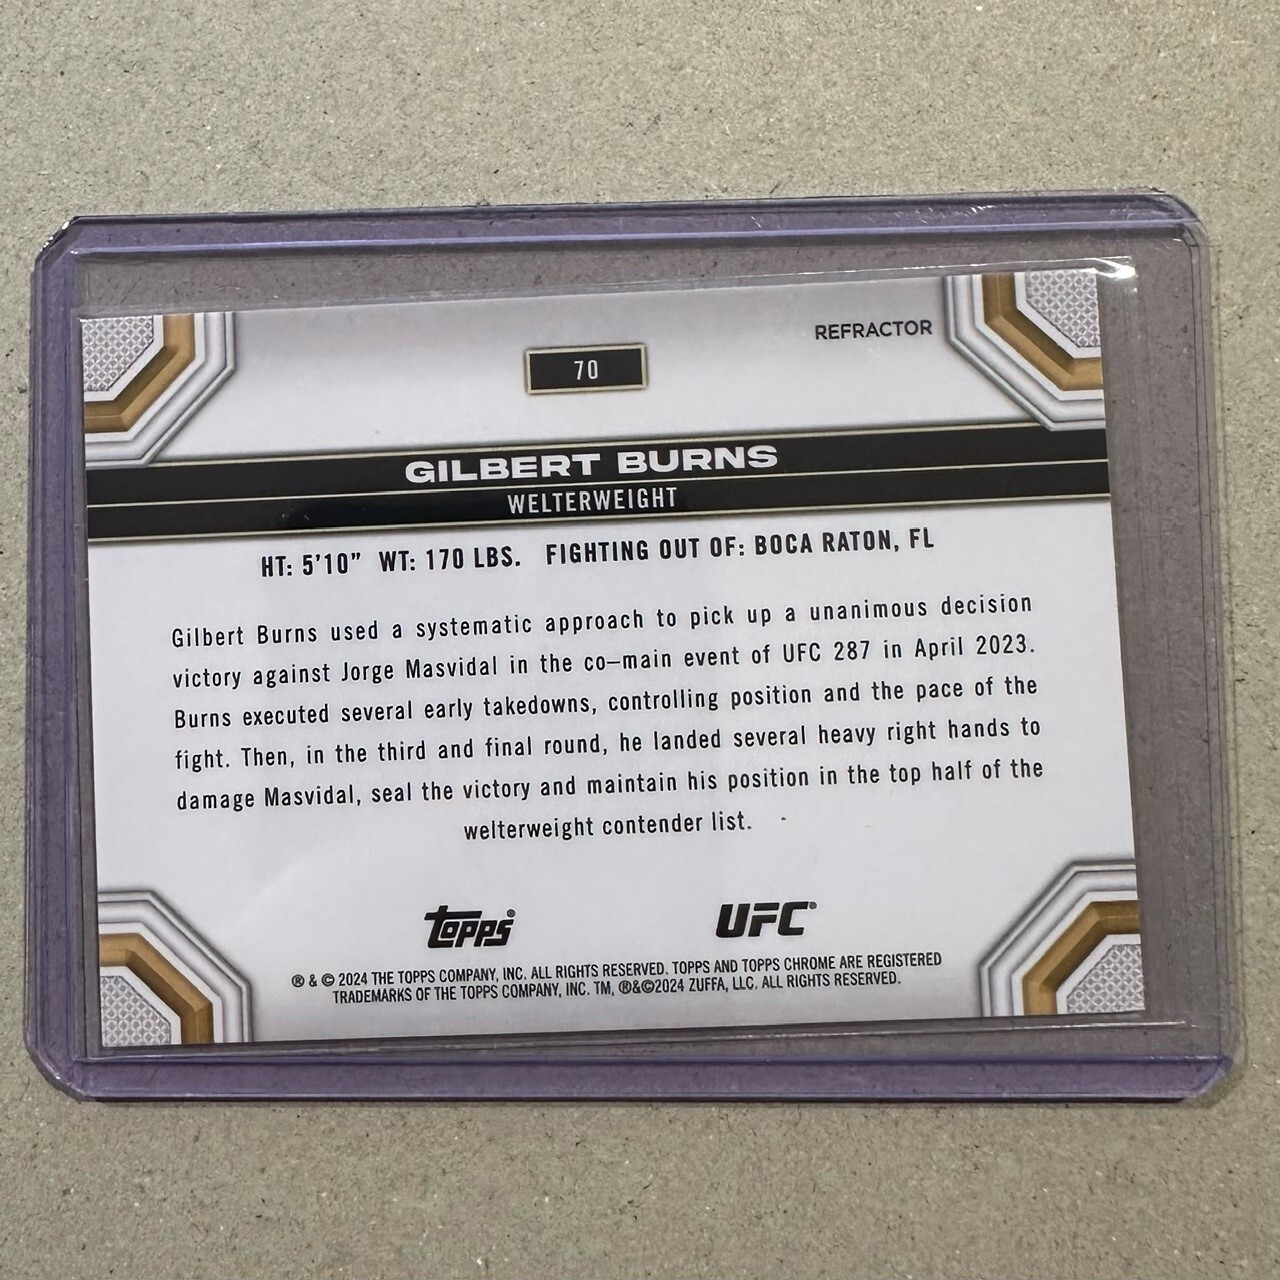 REFRACTOR
70
GILBERT BURNS
WELTERWEIGHT
HT: 5'10” WT: 170 LBS. FIGHTING OUT OF: BOCA RATON, FL
Gilbert Burns used a systematic approach to pick up a unanimous decision
victory against Jorge Masvidal in the co–main event of UFC 287 in April 2023.
Burns executed several early takedowns, controlling position and the pace of the
fight. Then, in the third and final round, he landed several heavy right hands to
damage Masvidal, seal the victory and maintain his position in the top half of the
welterweight contender list.
Topps UFC®
® & © 2024 THE TOPPS COMPANY, INC. ALL RIGHTS RESERVED. TOPPS AND TOPPS CHROME ARE REGISTERED
TRADEMARKS OF THE TOPPS COMPANY, INC. TM, ®&©2024 ZUFFA, LLC. ALL RIGHTS RESERVED.